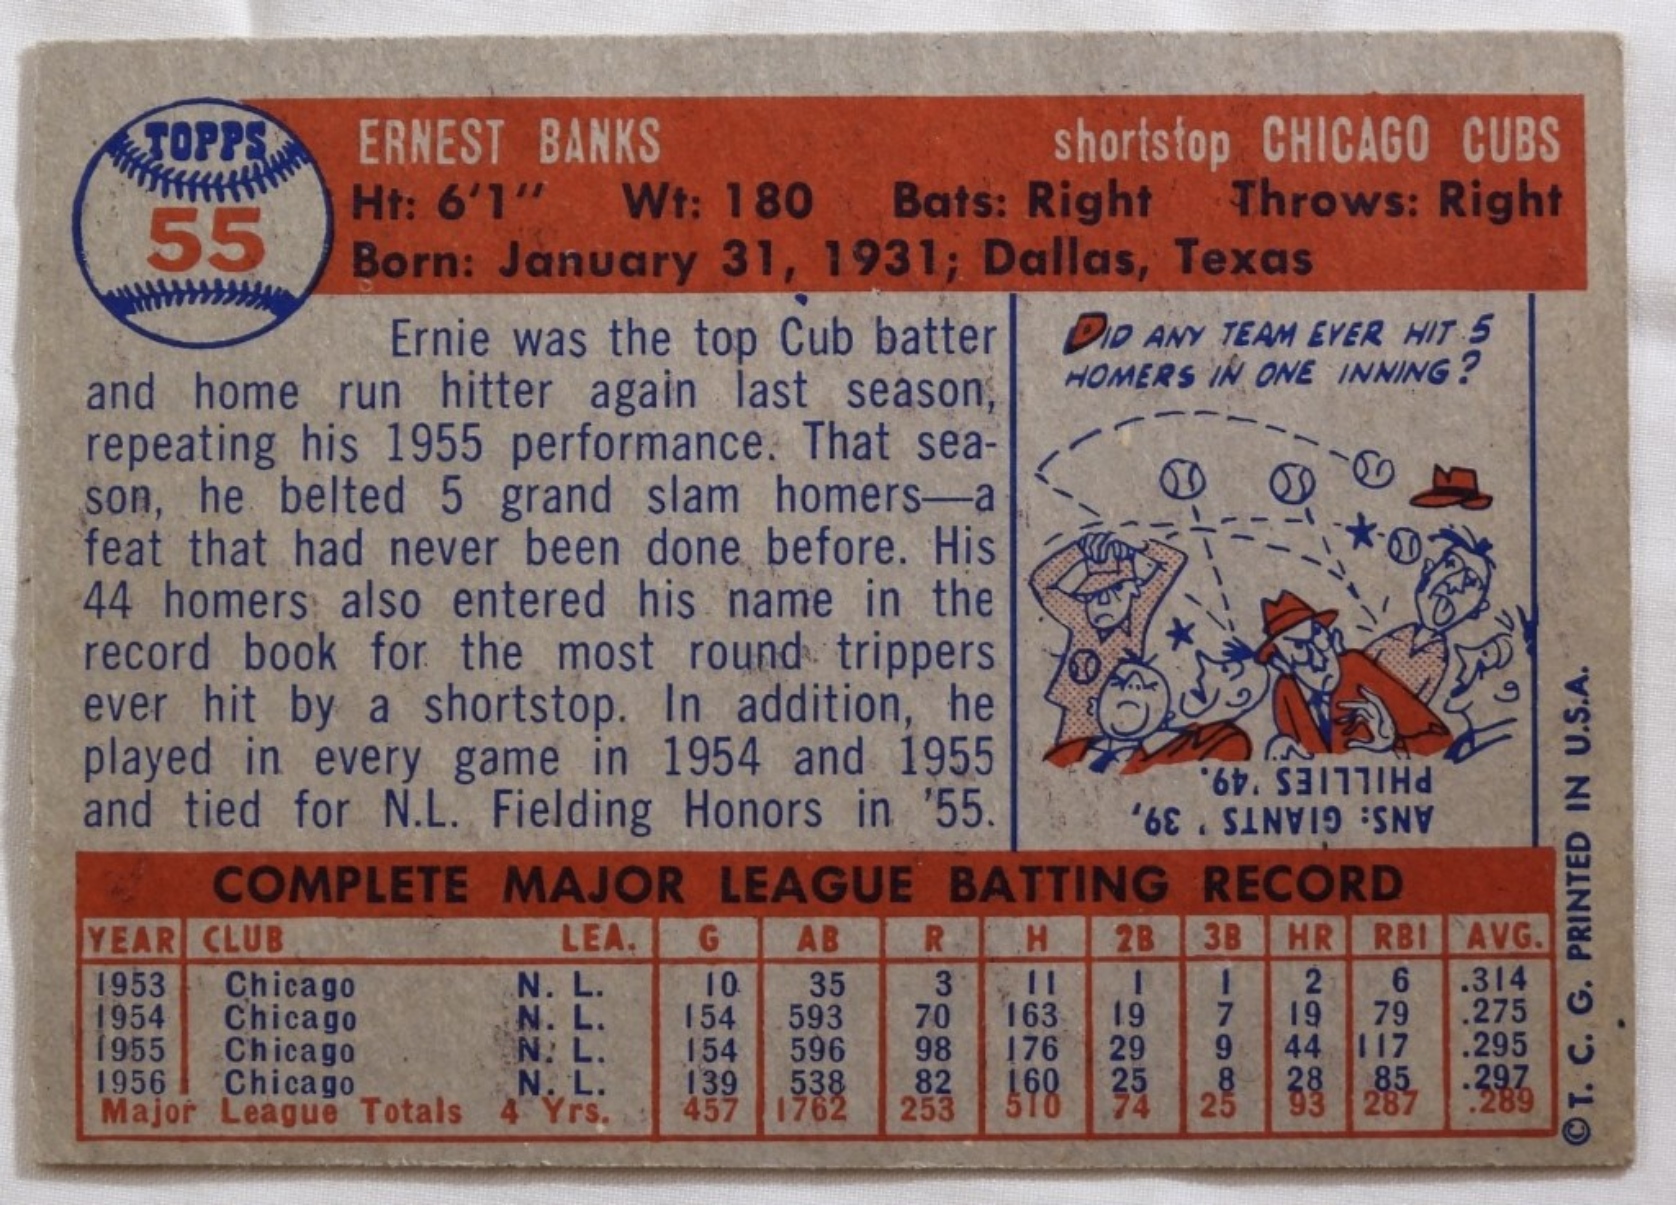 TOPPS
55
ERNEST BANKS shortstop CHICAGO CUBS
Ht: 6'1" Wt: 180 Bats: Right Throws: Right
Born: January 31, 1931; Dallas, Texas
Ernie was the top Cub batter
and home run hitter again last season,
repeating his 1955 performance. That sea-
son, he belted 5 grand slam homers—a
feat that had never been done before. His
44 homers also entered his name in the
record book for the most round trippers
ever hit by a shortstop. In addition, he
played in every game in 1954 and 1955
and tied for N.L. Fielding Honors in '55.
DID ANY TEAM EVER HIT 5
HOMERS IN ONE INNING?
ANS: GIANTS '39,
PHILLIES '49.
COMPLETE MAJOR LEAGUE BATTING RECORD
YEAR CLUB LEA. G AB R H 2B 3B HR RBI AVG.
1953 Chicago N. L. 10 35 3 11 1 1 2 6 .314
1954 Chicago N. L. 154 593 70 163 19 7 19 79 .275
1955 Chicago N. L. 154 596 98 176 29 9 44 117 .295
1956 Chicago N. L. 139 538 82 160 25 8 28 85 .297
Major League Totals 4 Yrs. 457 1762 253 510 74 25 93 287 .289
© T. C. G. PRINTED IN U.S.A.